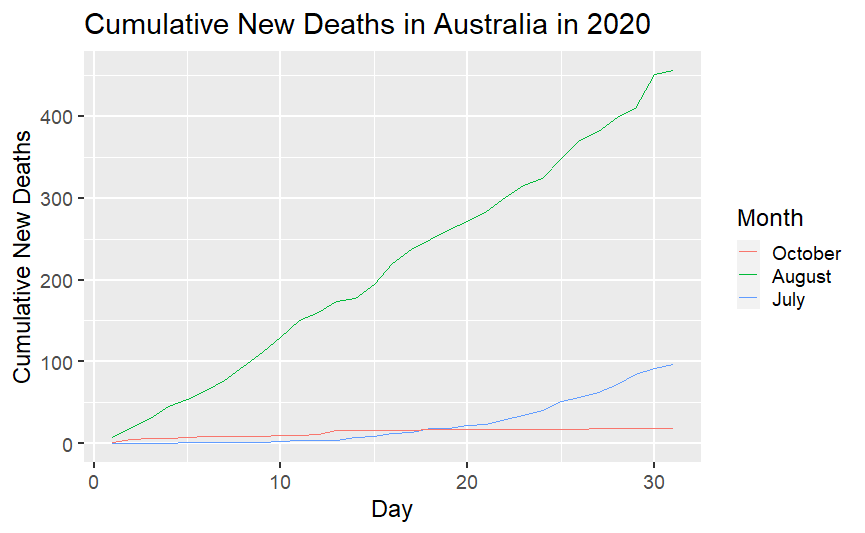 Cumulative New Deaths in Australia in 2020
Cumulative New Deaths
400
300
200
100
0
0 10 20 30
Day
Month
October
August
July